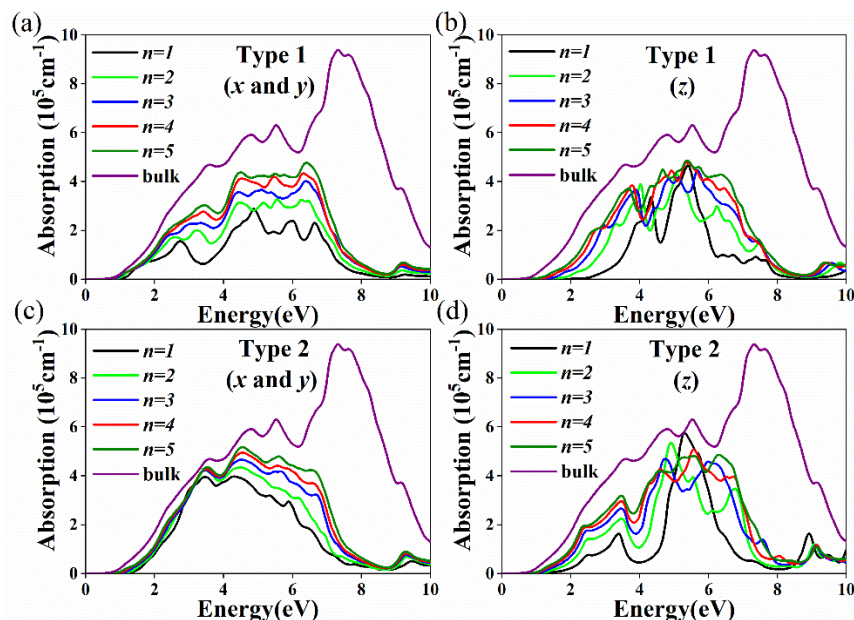 (a)
Absorption (10⁵cm⁻¹)
10
8
6
4
2
0
n=1
n=2
n=3
n=4
n=5
bulk
Type 1
(x and y)
0 2 4 6 8 10
Energy(eV)
(b)
Absorption (10⁵cm⁻¹)
10
8
6
4
2
0
n=1
n=2
n=3
n=4
n=5
bulk
Type 1
(z)
0 2 4 6 8 10
Energy(eV)
(c)
Absorption (10⁵cm⁻¹)
10
8
6
4
2
0
n=1
n=2
n=3
n=4
n=5
bulk
Type 2
(x and y)
0 2 4 6 8 10
Energy(eV)
(d)
Absorption (10⁵cm⁻¹)
10
8
6
4
2
0
n=1
n=2
n=3
n=4
n=5
bulk
Type 2
(z)
0 2 4 6 8 10
Energy(eV)